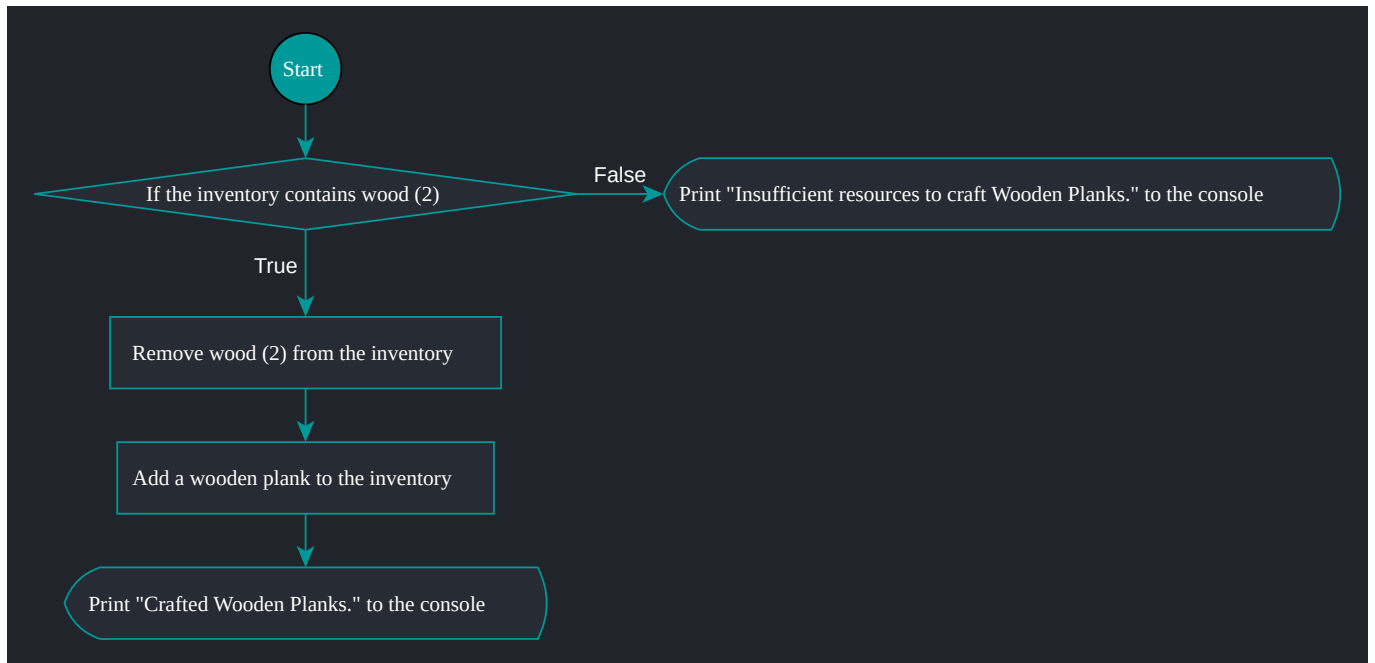 Start
If the inventory contains wood (2)
False
Print "Insufficient resources to craft Wooden Planks." to the console
True
Remove wood (2) from the inventory
Add a wooden plank to the inventory
Print "Crafted Wooden Planks." to the console